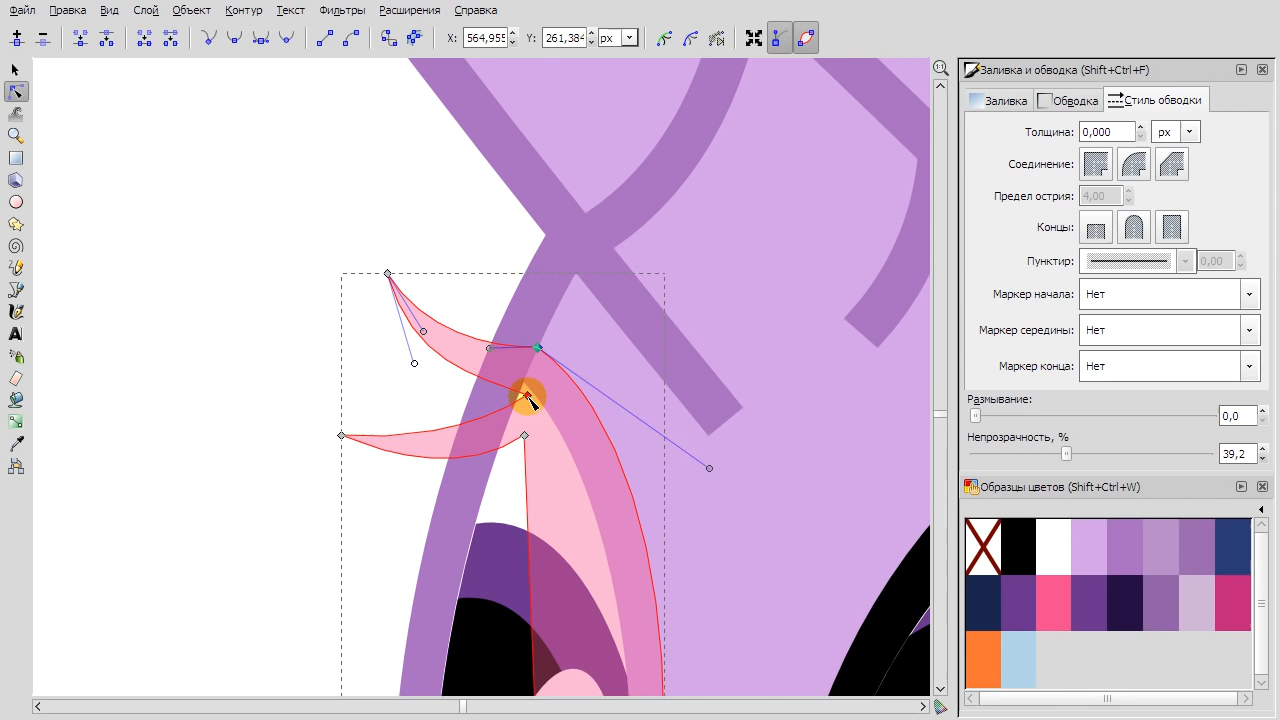 Файл Правка Вид Слой Объект Контур Текст Фильтры Расширения Справка
X: 564,955 Y: 261,384 px
Заливка и обводка (Shift+Ctrl+F)
Заливка Обводка Стиль обводки
Толщина: 0,000 px
Соединение:
Предел острия: 4,00
Концы:
Пунктир: 0,00
Маркер начала: Нет
Маркер середины: Нет
Маркер конца: Нет
Размывание:
0,0
Непрозрачность, %
39,2
Образцы цветов (Shift+Ctrl+W)